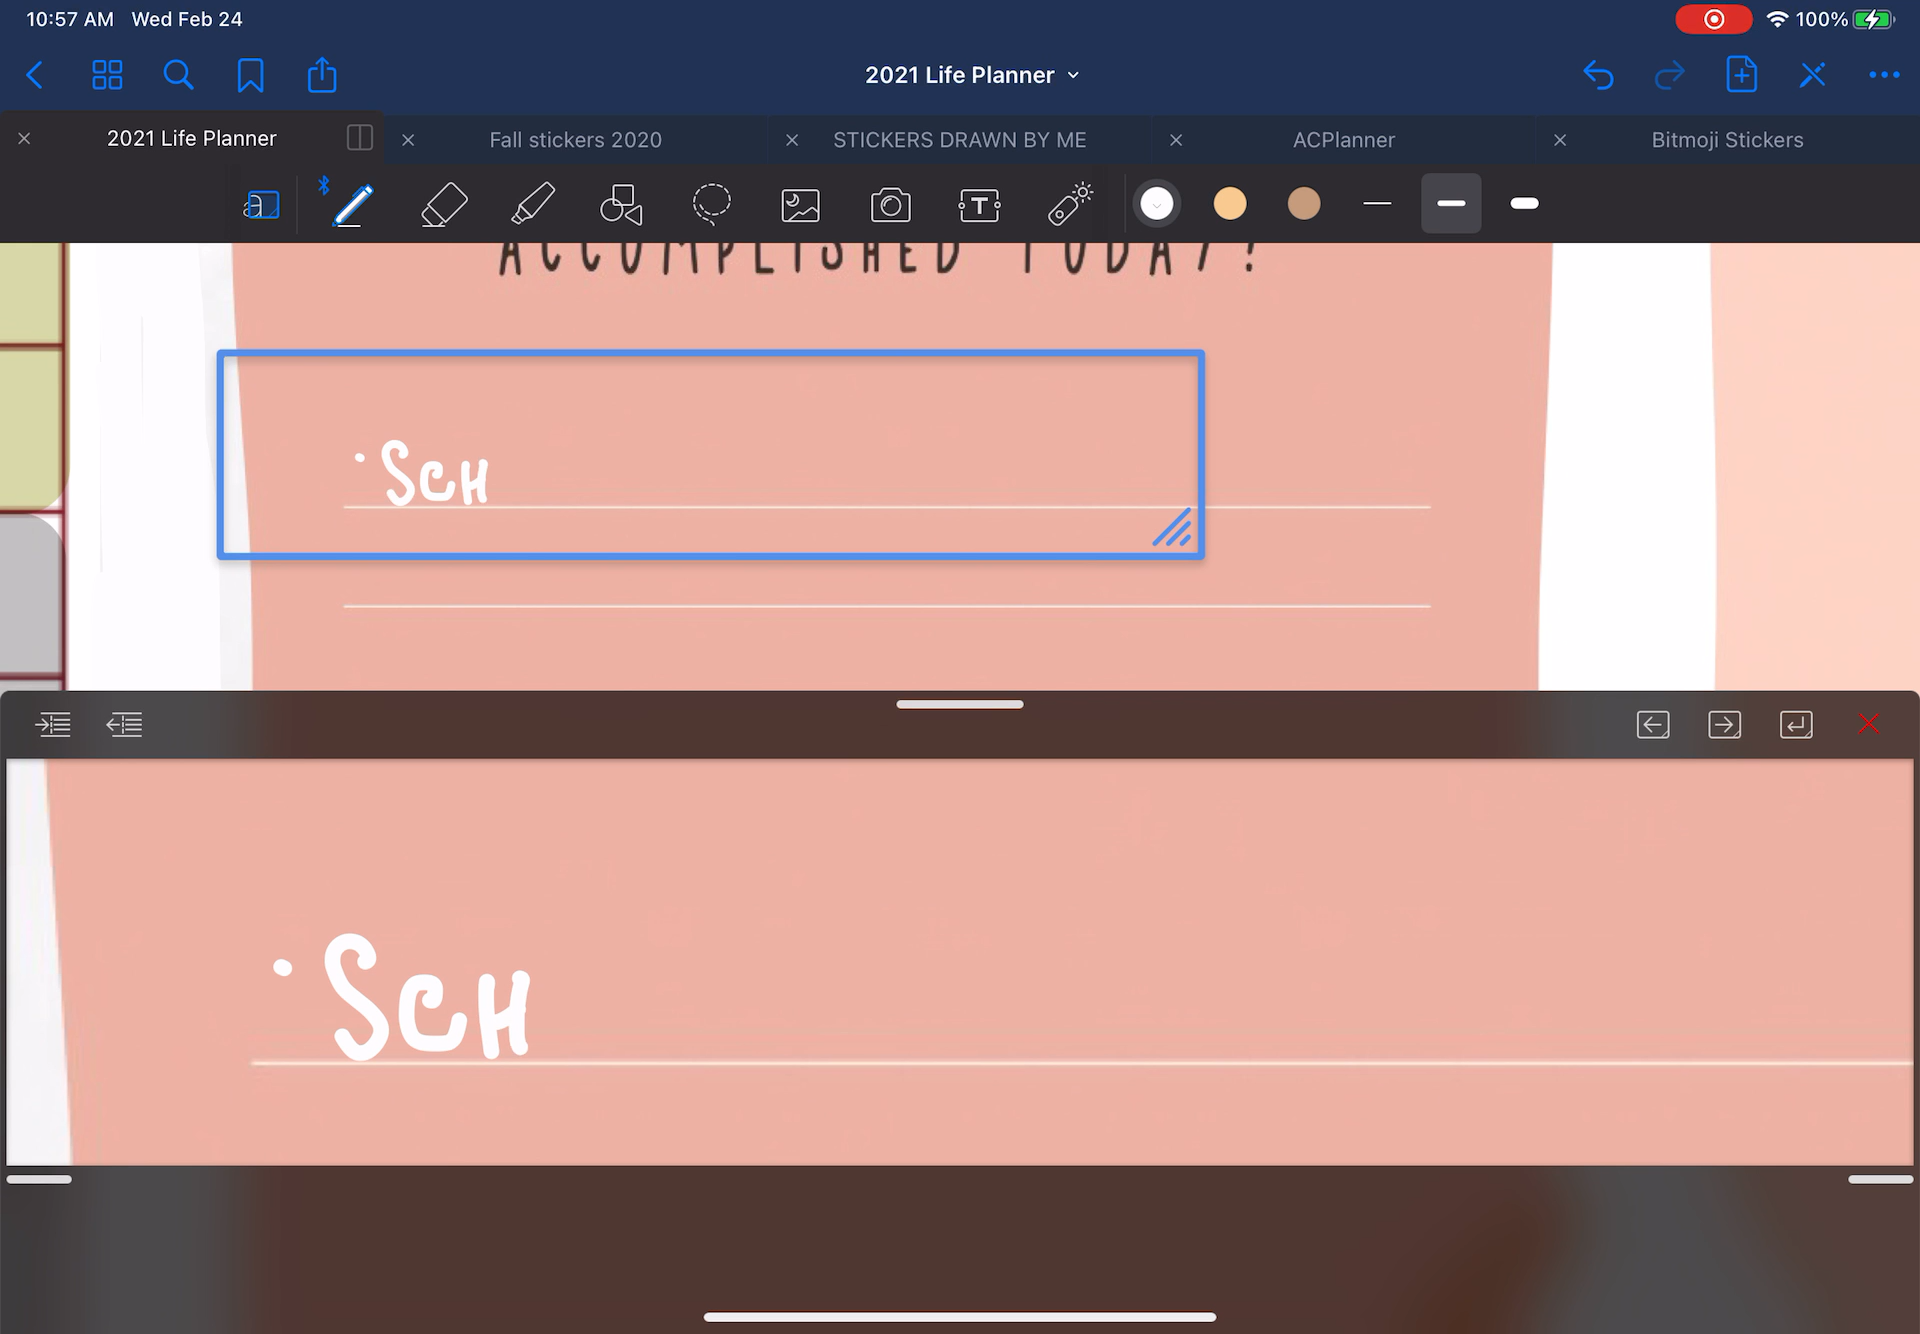 10:57 AM Wed Feb 24
100%
2021 Life Planner
2021 Life Planner
Fall stickers 2020
STICKERS DRAWN BY ME
ACPlanner
Bitmoji Stickers
a
T
ACCOMPLISHED TODAY?
·SCH
·SCH